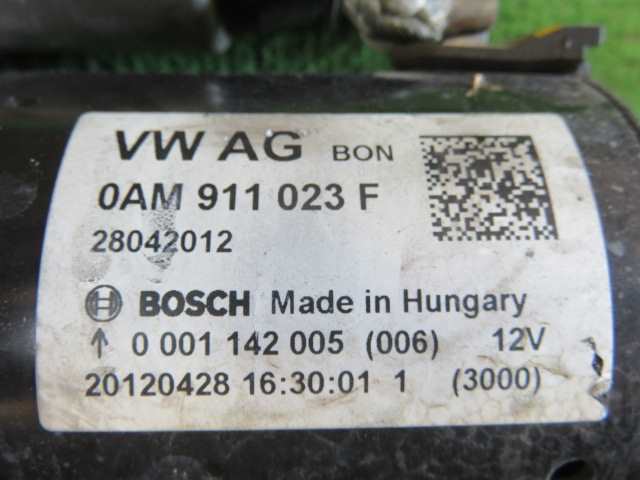 VW AG BON
0AM 911 023 F
28042012
BOSCH Made in Hungary
↑ 0 001 142 005 (006) 12V
20120428 16:30:01 1 (3000)